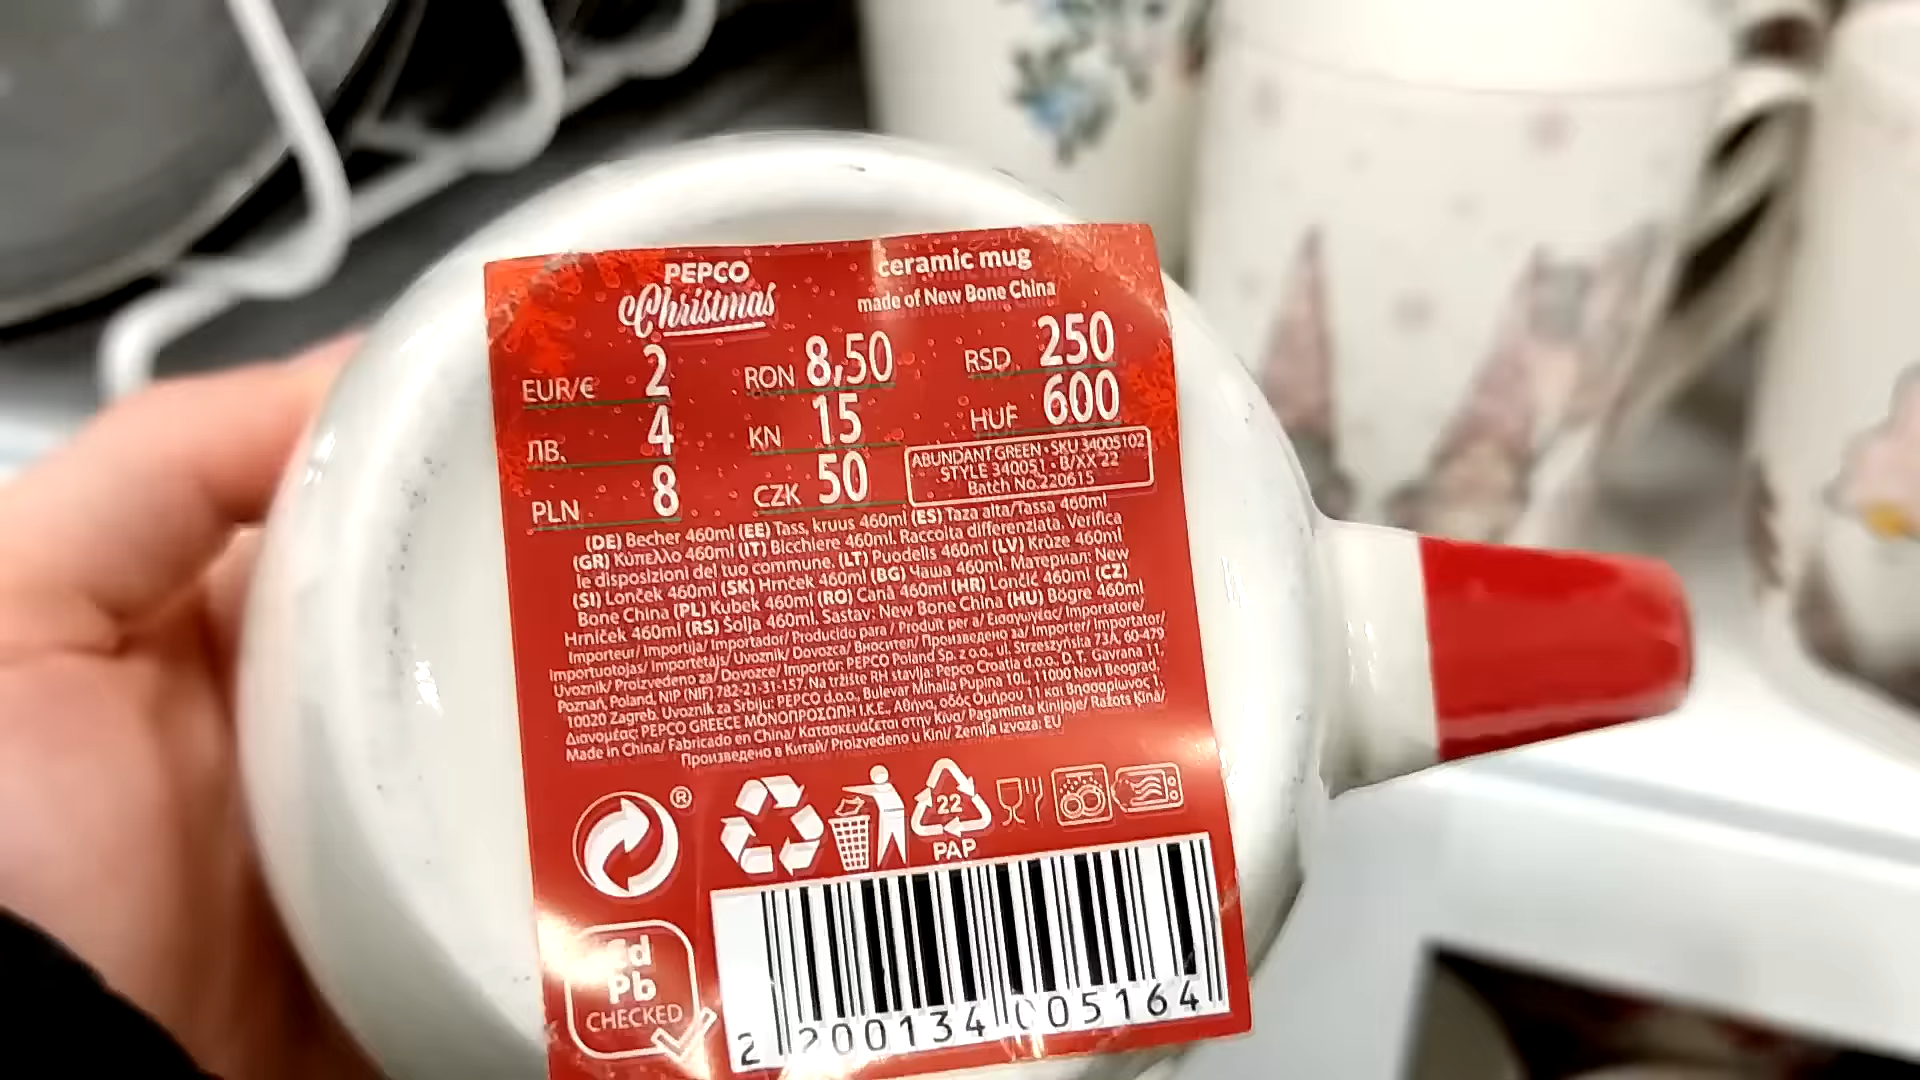 PEPCO
Christmas
ceramic mug
made of New Bone China
EUR/€ 2 RON 8,50 RSD 250
ЛВ. 4 KN 15 HUF 600
PLN 8 CZK 50
ABUNDANT GREEN • SKU 34005102
STYLE 340051 • B/XX'22
Batch No.220615
(DE) Becher 460ml (EE) Tass, kruus 460ml (ES) Taza alta/Tassa 460ml
(GR) Κύπελλο 460ml (IT) Bicchiere 460ml. Raccolta differenziata. Verifica
le disposizioni del tuo comune. (LT) Puodelis 460ml (LV) Krūze 460ml
(SI) Lonček 460ml (SK) Hrnček 460ml (BG) Чаша 460ml. Материал: New
Bone China (PL) Kubek 460ml (RO) Cană 460ml (HR) Lončić 460ml (CZ)
Hrníček 460ml (RS) Šolja 460ml. Sastav: New Bone China (HU) Bögre 460ml
Importeur/ Importija/ Importador/ Producido para / Produit per a/ Εισαγωγέας/ Importatore/
Importuotojas/ Importētājs/ Uvoznik/ Dovozca/ Вносител/ Произведено за/ Importer/ Importator/
Uvoznik/ Proizvedeno za/ Dovozce/ Importőr: PEPCO Poland Sp. z o.o., ul. Strzeszyńska 73A, 60-479
Poznań, Poland, NIP (NIF) 782-21-31-157. Na tržište RH stavlja: Pepco Croatia d.o.o., D. T. Gavrana 11,
10020 Zagreb. Uvoznik za Srbiju: PEPCO d.o.o. Bulevar Mihajla Pupina 10L, 11000 Novi Beograd,
Διανομέας: PEPCO GREECE ΜΟΝΟΠΡΟΣΩΠΗ Ι.Κ.Ε., Αθήνα, οδός Ομήρου 11 και Βησσαρίωνος 1.
Made in China/ Fabricado en China/ Κατασκευάζεται στην Κίνα/ Pagaminta Kinijoje/ Ražots Ķīnā/
Произведено в Китай/ Proizvedeno u Kini/ Zemlja izvoza: EU
®
22
PAP
Cd
Pb
CHECKED
2 200134 005164